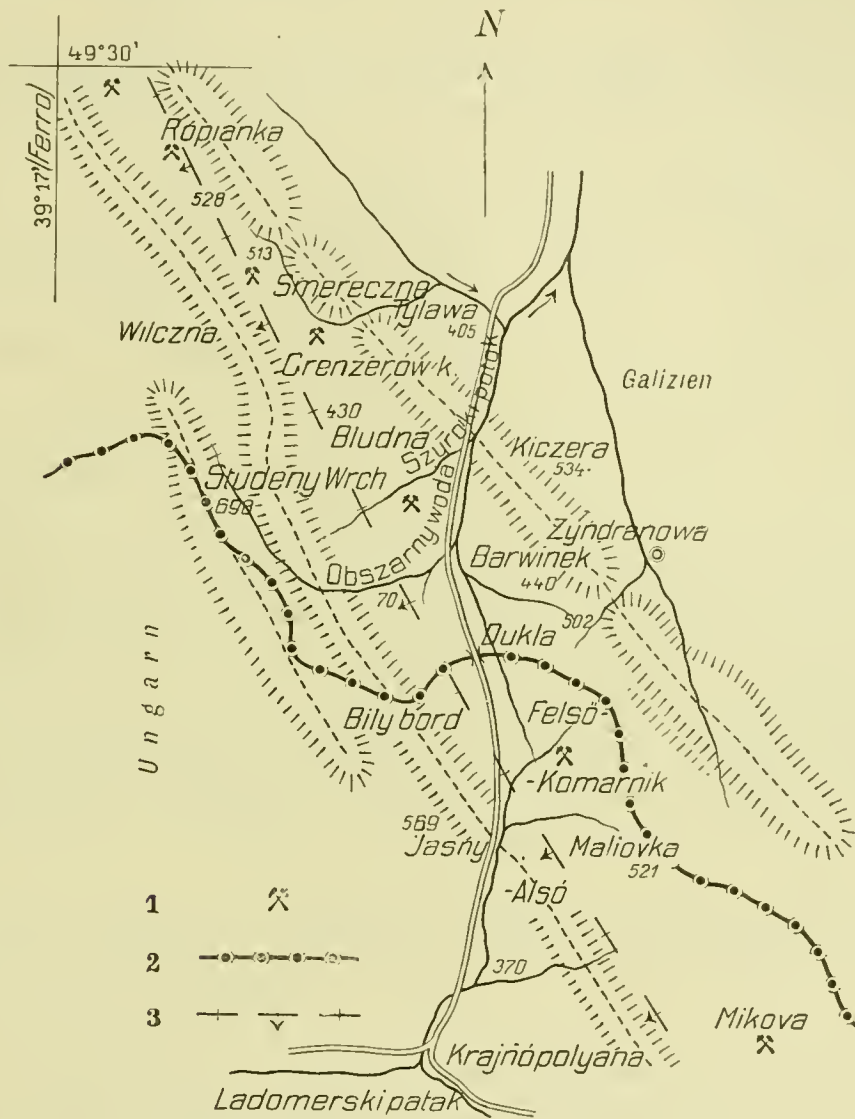 N
49°30'
39°17'/Ferro/
Ropianka
528
513
Smereczne
Tylawa
405
Wilczna
Grenzerówk.
Szuroki potok
Galizien
430
Bludna
Kiczera
534
Studeny Wrch
698
Obszarny woda
Zyndranowa
Barwinek
440
70
502
Dukla
Ungarn
Bily bord
Felsö-
-Komarnik
569
Jasny
Maliovka
521
-Alsó
1
2
370
3
Mikova
Krajnópolyana
Ladomerski patak